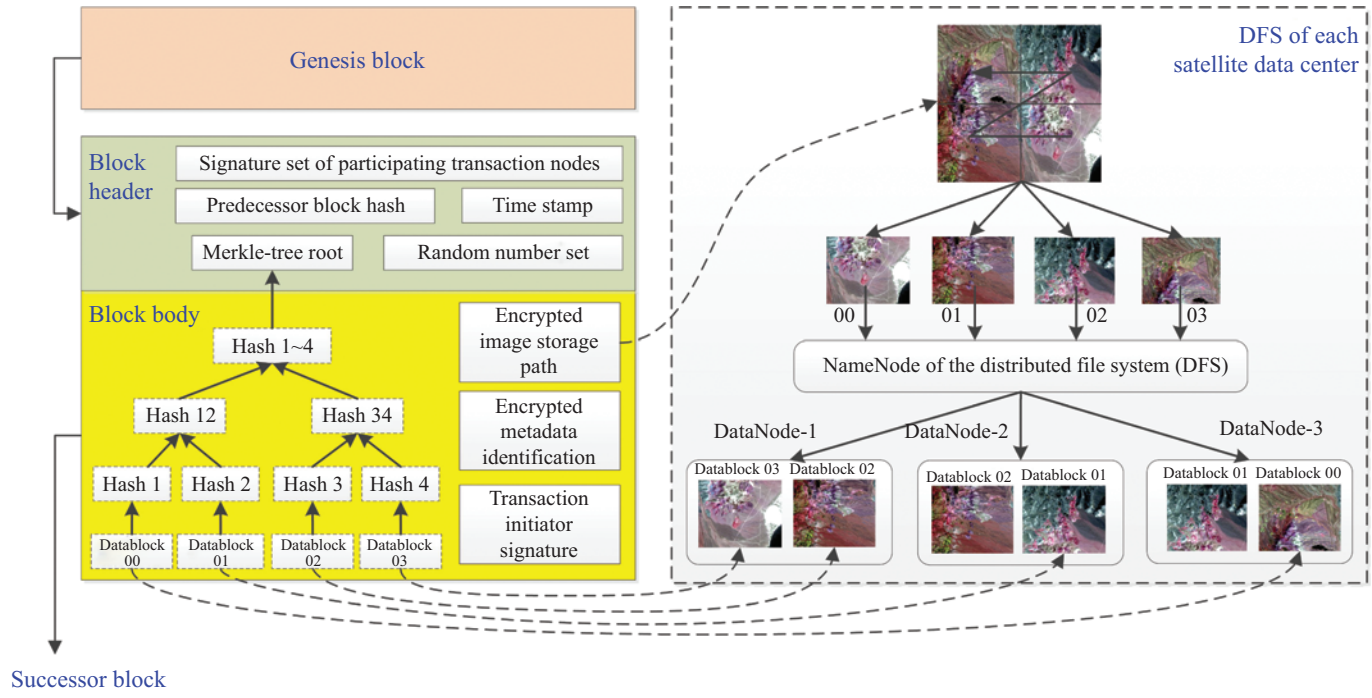 Genesis block
Block
header
Signature set of participating transaction nodes
Predecessor block hash
Time stamp
Merkle-tree root
Random number set
Block body
Hash 1~4
Hash 12
Hash 34
Hash 1
Hash 2
Hash 3
Hash 4
Datablock
00
Datablock
01
Datablock
02
Datablock
03
Encrypted
image storage
path
Encrypted
metadata
identification
Transaction
initiator
signature
Successor block
DFS of each
satellite data center
00
01
02
03
NameNode of the distributed file system (DFS)
DataNode-1
DataNode-2
DataNode-3
Datablock 03
Datablock 02
Datablock 02
Datablock 01
Datablock 01
Datablock 00